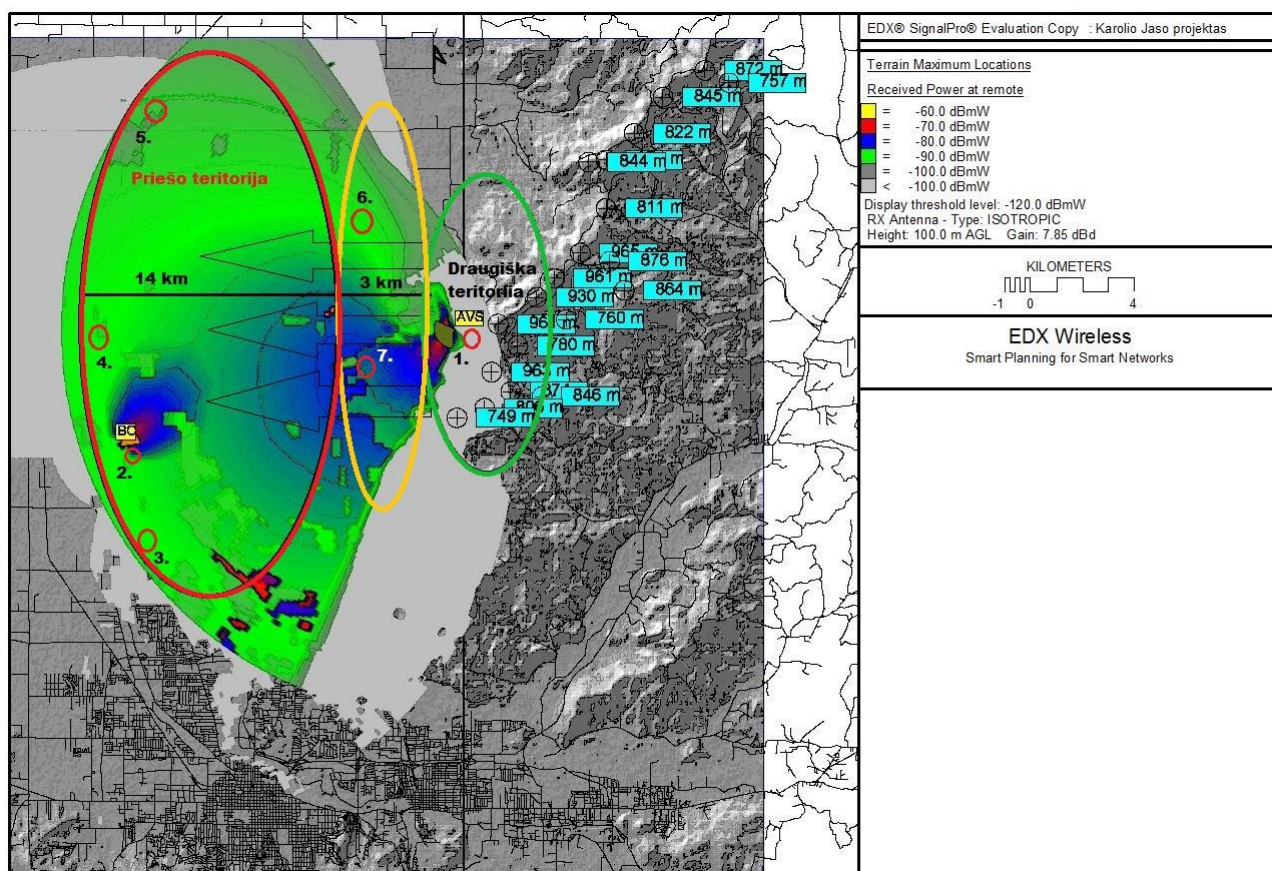 EDX® SignalPro® Evaluation Copy : Karolio Jaso projektas
Terrain Maximum Locations
Received Power at remote
= -60.0 dBmW
= -70.0 dBmW
= -80.0 dBmW
= -90.0 dBmW
= -100.0 dBmW
< -100.0 dBmW
Display threshold level: -120.0 dBmW
RX Antenna - Type: ISOTROPIC
Height: 100.0 m AGL Gain: 7.85 dBd
KILOMETERS
-1 0 4
EDX Wireless
Smart Planning for Smart Networks
872 m
757 m
845 m
822 m
844 m
811 m
965 m
876 m
961 m
864 m
930 m
760 m
780 m
846 m
749 m
5.
Priešo teritorija
6.
14 km
3 km
Draugiška
teritorija
AVS
1.
4.
7.
BC
2.
3.